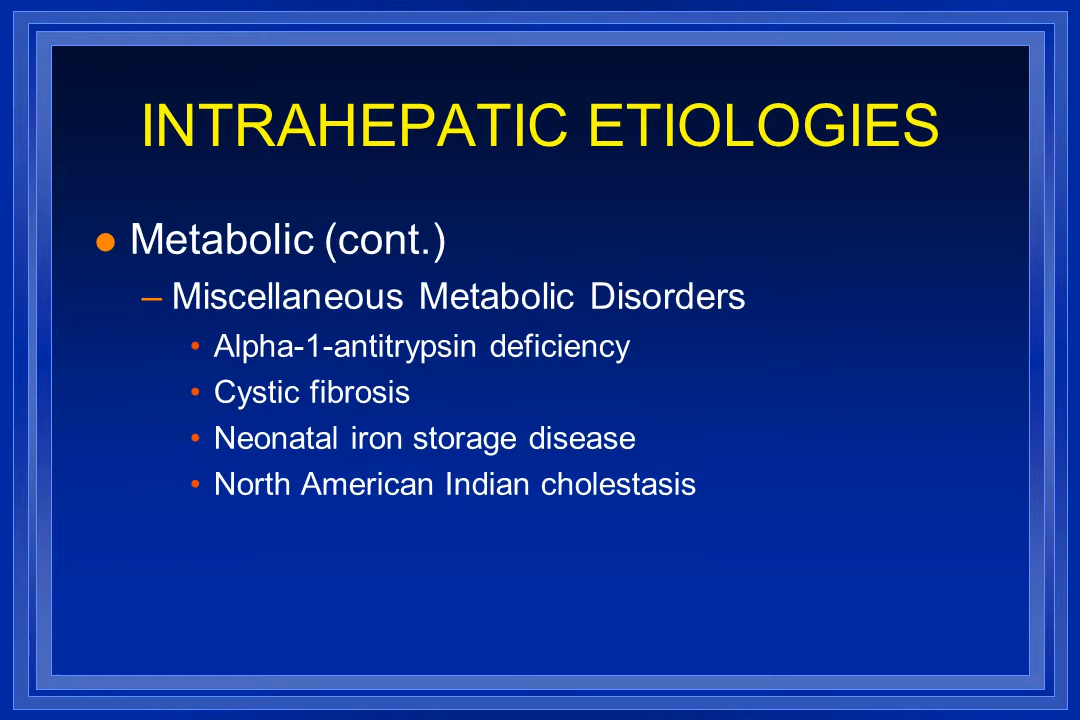 INTRAHEPATIC ETIOLOGIES
● Metabolic (cont.)
– Miscellaneous Metabolic Disorders
• Alpha-1-antitrypsin deficiency
• Cystic fibrosis
• Neonatal iron storage disease
• North American Indian cholestasis